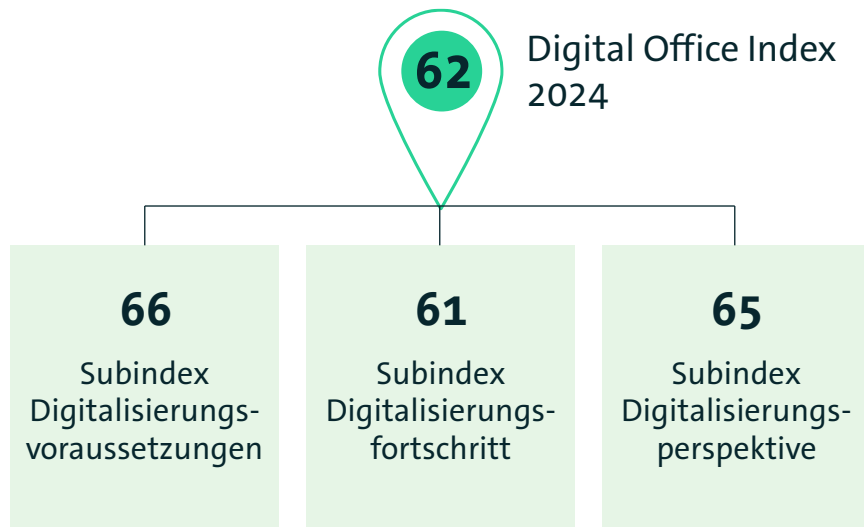 62
Digital Office Index
2024
66
Subindex
Digitalisierungs-
voraussetzungen
61
Subindex
Digitalisierungs-
fortschritt
65
Subindex
Digitalisierungs-
perspektive